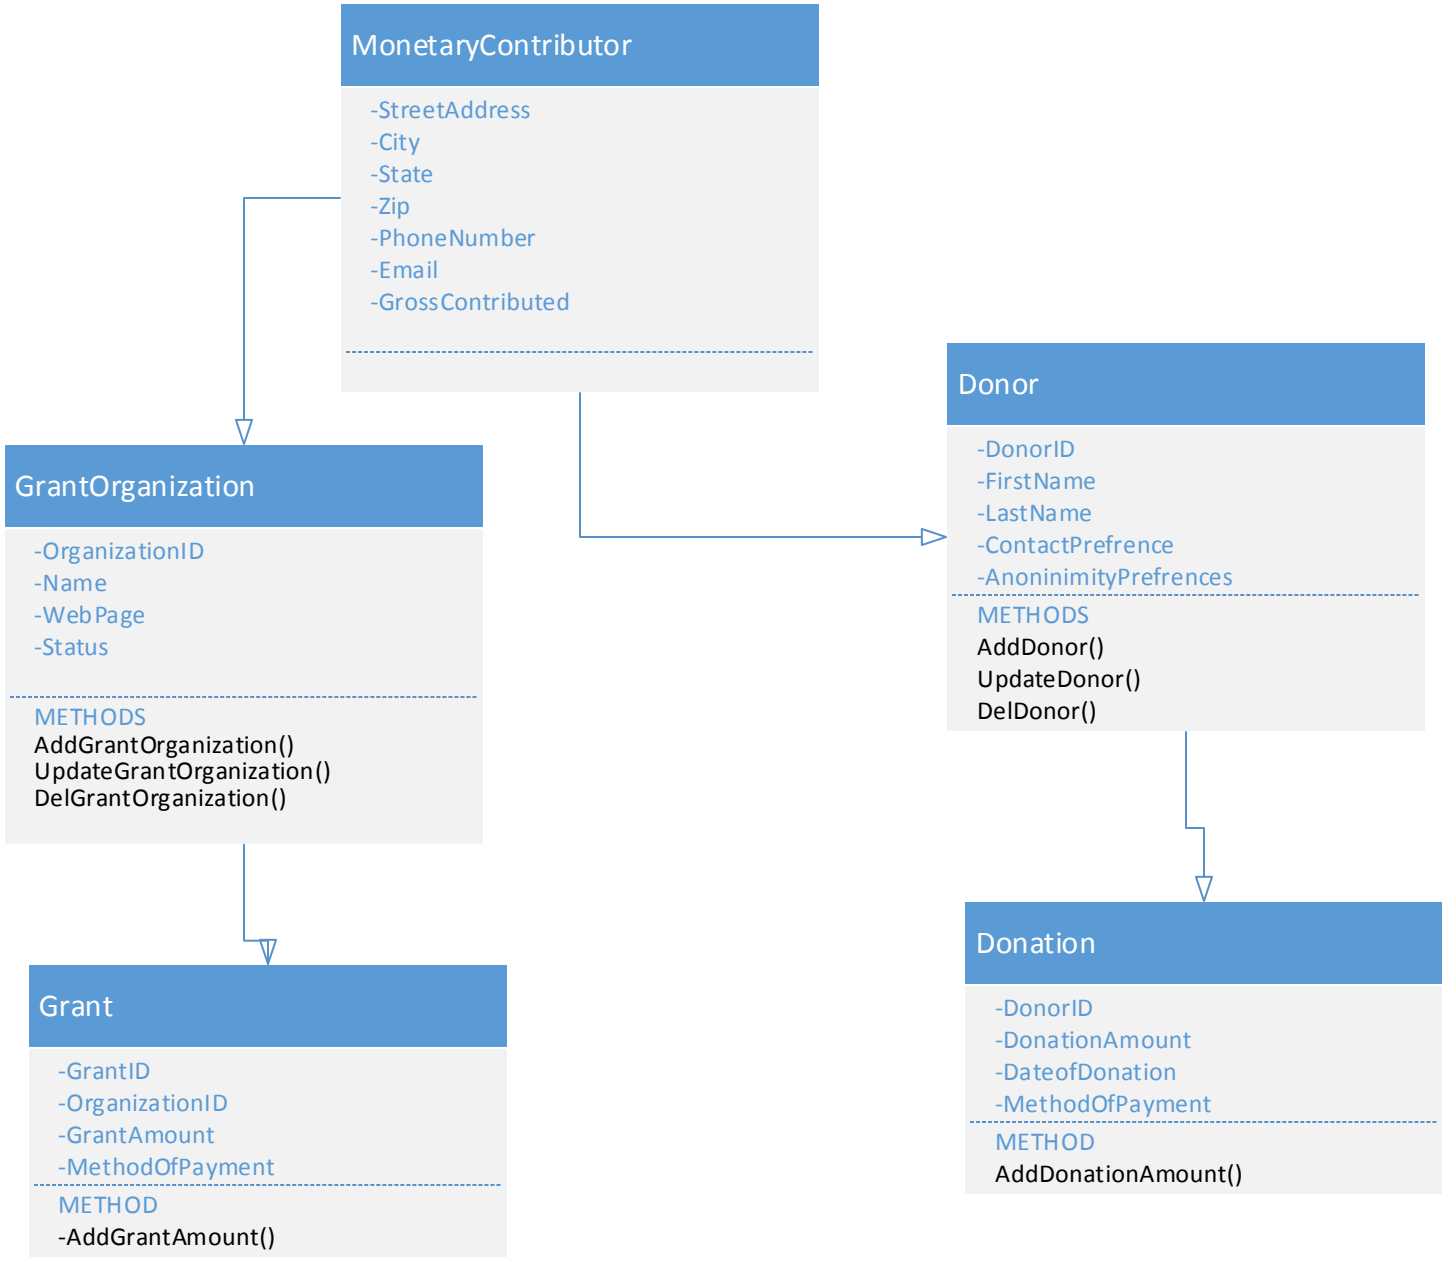 MonetaryContributor
-StreetAddress
-City
-State
-Zip
-PhoneNumber
-Email
-GrossContributed
Donor
-DonorID
-FirstName
-LastName
-ContactPrefrence
-AnoninimityPrefrences
METHODS
AddDonor()
UpdateDonor()
DelDonor()
GrantOrganization
-OrganizationID
-Name
-WebPage
-Status
METHODS
AddGrantOrganization()
UpdateGrantOrganization()
DelGrantOrganization()
Donation
-DonorID
-DonationAmount
-DateofDonation
-MethodOfPayment
METHOD
AddDonationAmount()
Grant
-GrantID
-OrganizationID
-GrantAmount
-MethodOfPayment
METHOD
-AddGrantAmount()